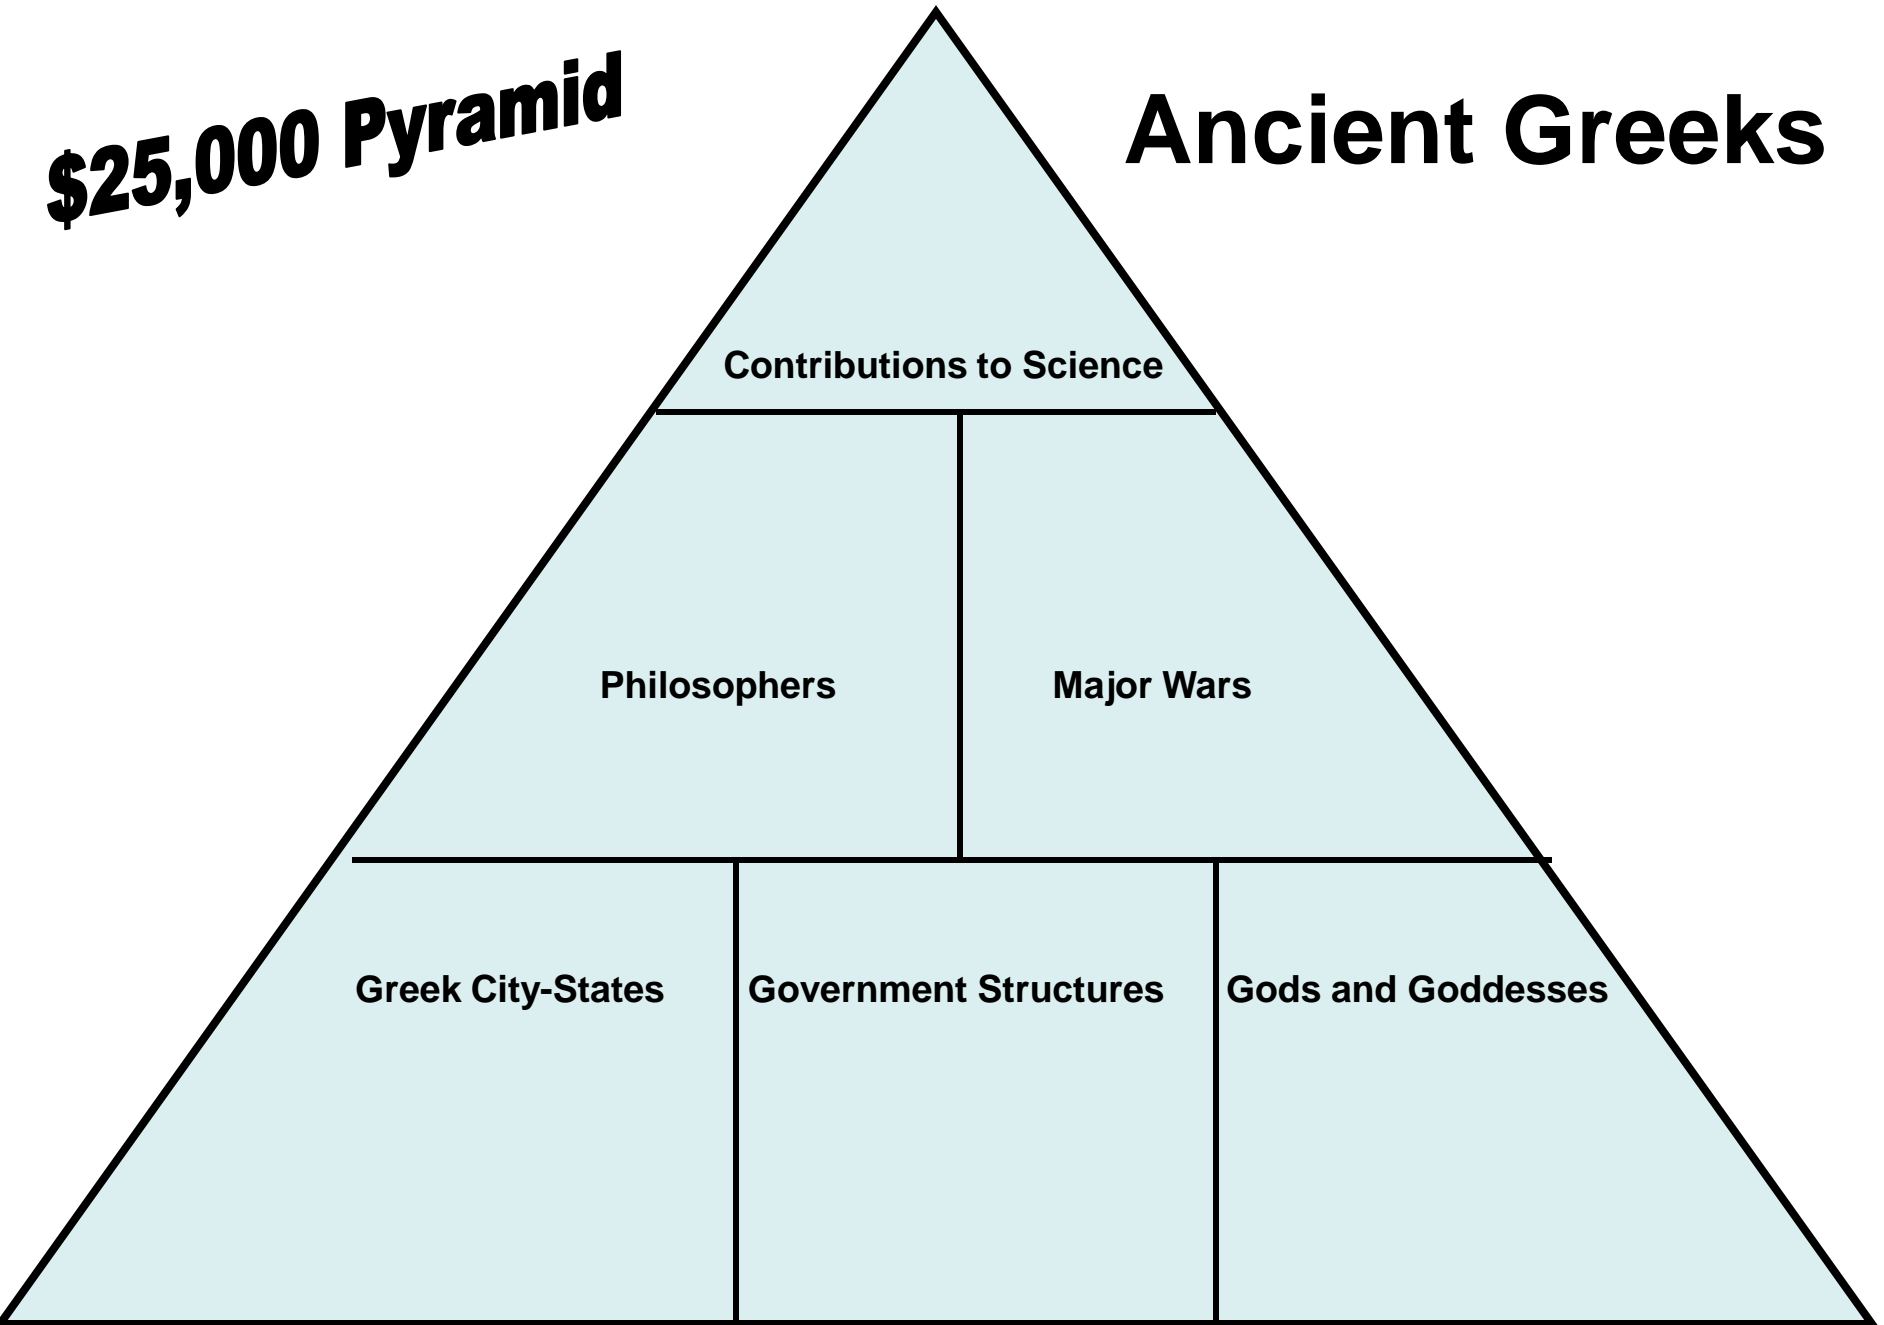 $25,000 Pyramid
Ancient Greeks
Contributions to Science
Philosophers
Major Wars
Greek City-States
Government Structures
Gods and Goddesses